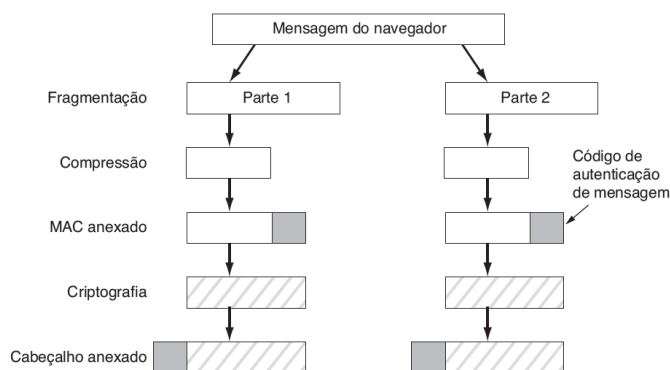 Mensagem do navegador
Fragmentação
Parte 1
Parte 2
Compressão
Código de
autenticação
de mensagem
MAC anexado
Criptografia
Cabeçalho anexado